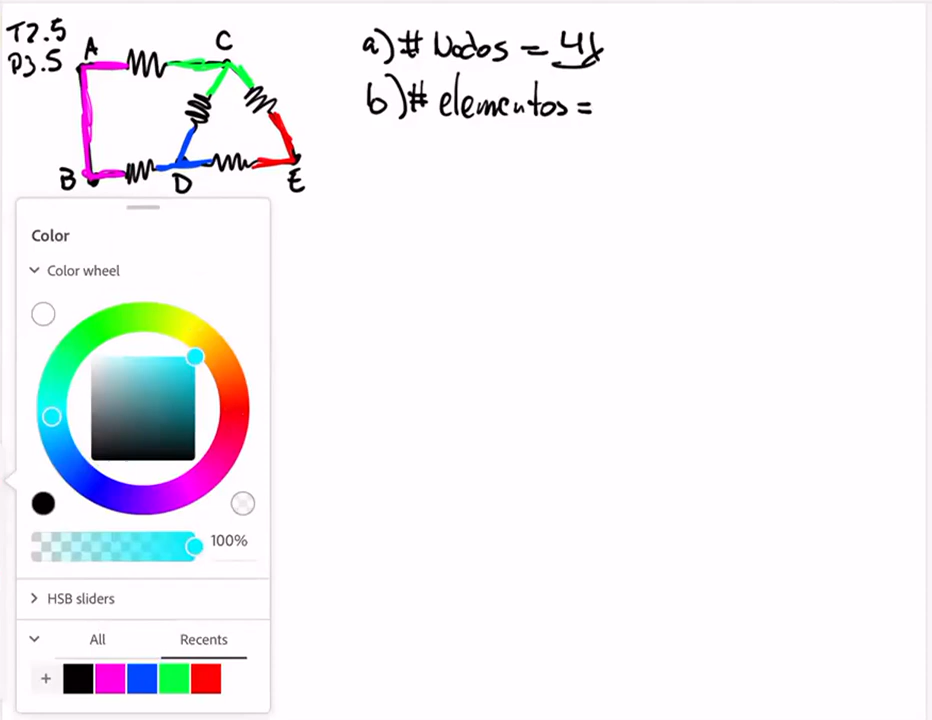 T2.5
P3.5
A
C
B
D
E
a) # Nodos = 4
b) # elementos =
Color
Color wheel
100%
HSB sliders
All
Recents
+